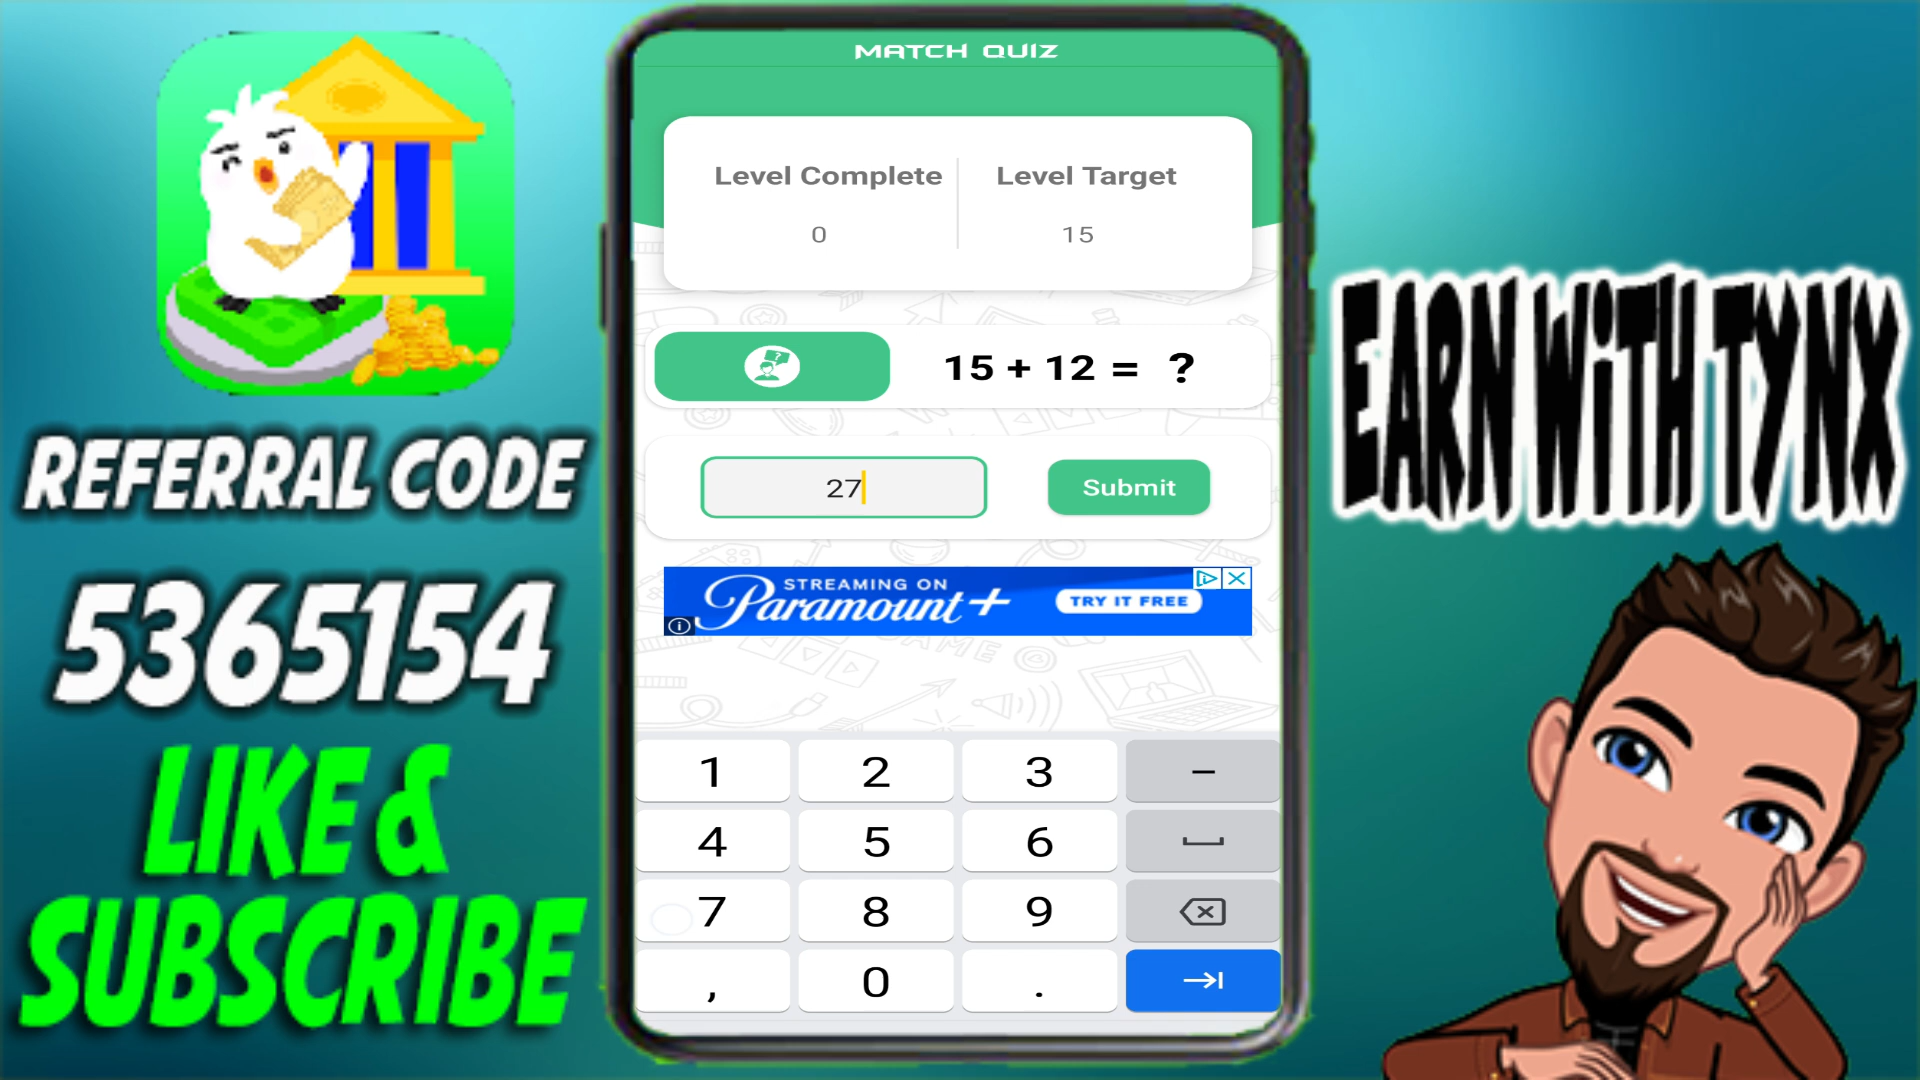 MATCH QUIZ
Level Complete
Level Target
0
15
15 + 12 = ?
27
Submit
STREAMING ON
Paramount+
TRY IT FREE
1 2 3 –
4 5 6
7 8 9
, 0 .
REFERRAL CODE
5365154
LIKE &
SUBSCRIBE
EARN WiTH TYNX